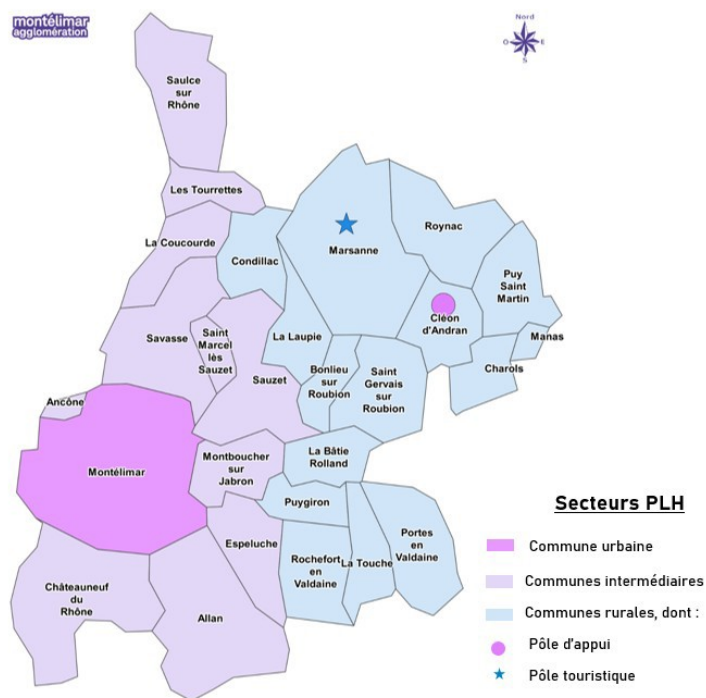 montélimar
agglomération
Nord
O
E
S
Saulce
sur
Rhône
Les Tourrettes
La Coucourde
Condillac
Marsanne
Roynac
Puy
Saint
Martin
Cléon
d'Andran
Manas
Charols
Savasse
Saint
Marcel
lès
Sauzet
Sauzet
La Laupie
Bonlieu
sur
Roubion
Saint
Gervais
sur
Roubion
Ancône
Montélimar
Montboucher
sur
Jabron
La Bâtie
Rolland
Puygiron
Espeluche
Rochefort
en
Valdaine
La Touche
Portes
en
Valdaine
Châteauneuf
du
Rhône
Allan
Secteurs PLH
Commune urbaine
Communes intermédiaires
Communes rurales, dont :
Pôle d'appui
Pôle touristique